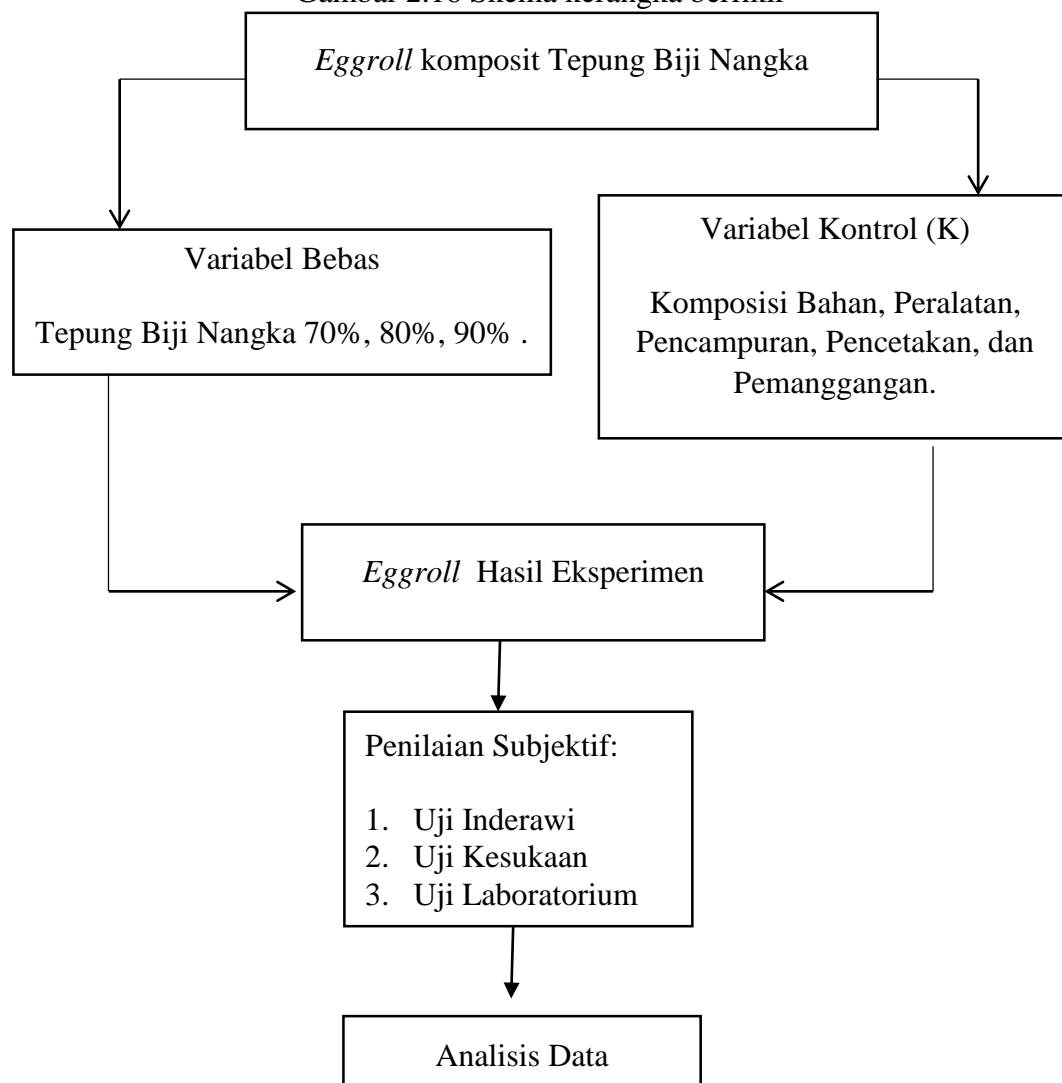 Eggroll komposit Tepung Biji Nangka
Variabel Bebas
Tepung Biji Nangka 70%, 80%, 90% .
Variabel Kontrol (K)
Komposisi Bahan, Peralatan,
Pencampuran, Pencetakan, dan
Pemanggangan.
Eggroll Hasil Eksperimen
Penilaian Subjektif:
1. Uji Inderawi
2. Uji Kesukaan
3. Uji Laboratorium
Analisis Data